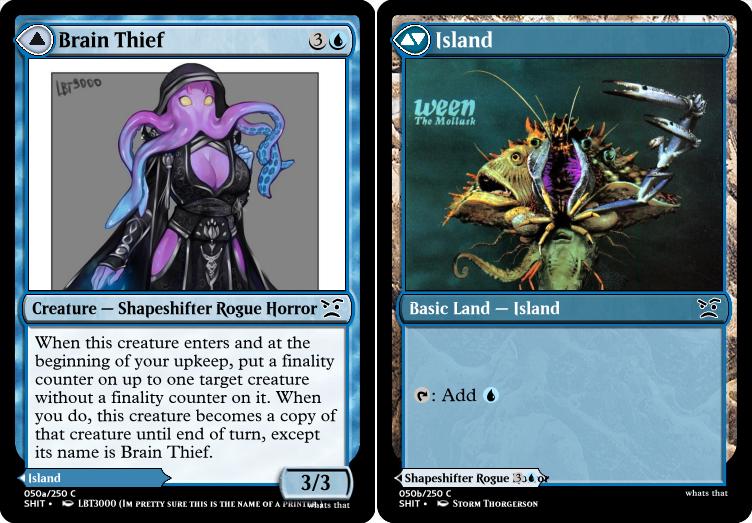 Brain Thief 3
LBT3000
Creature — Shapeshifter Rogue Horror
When this creature enters and at the
beginning of your upkeep, put a finality
counter on up to one target creature
without a finality counter on it. When
you do, this creature becomes a copy of
that creature until end of turn, except
its name is Brain Thief.
Island
3/3
050a/250 C
SHIT • LBT3000 (Im pretty sure this is the name of a printer)
whats that
Island
ween
The Mollusk
Basic Land — Island
: Add
Shapeshifter Rogue
050b/250 C
SHIT • Storm Thorgerson
whats that